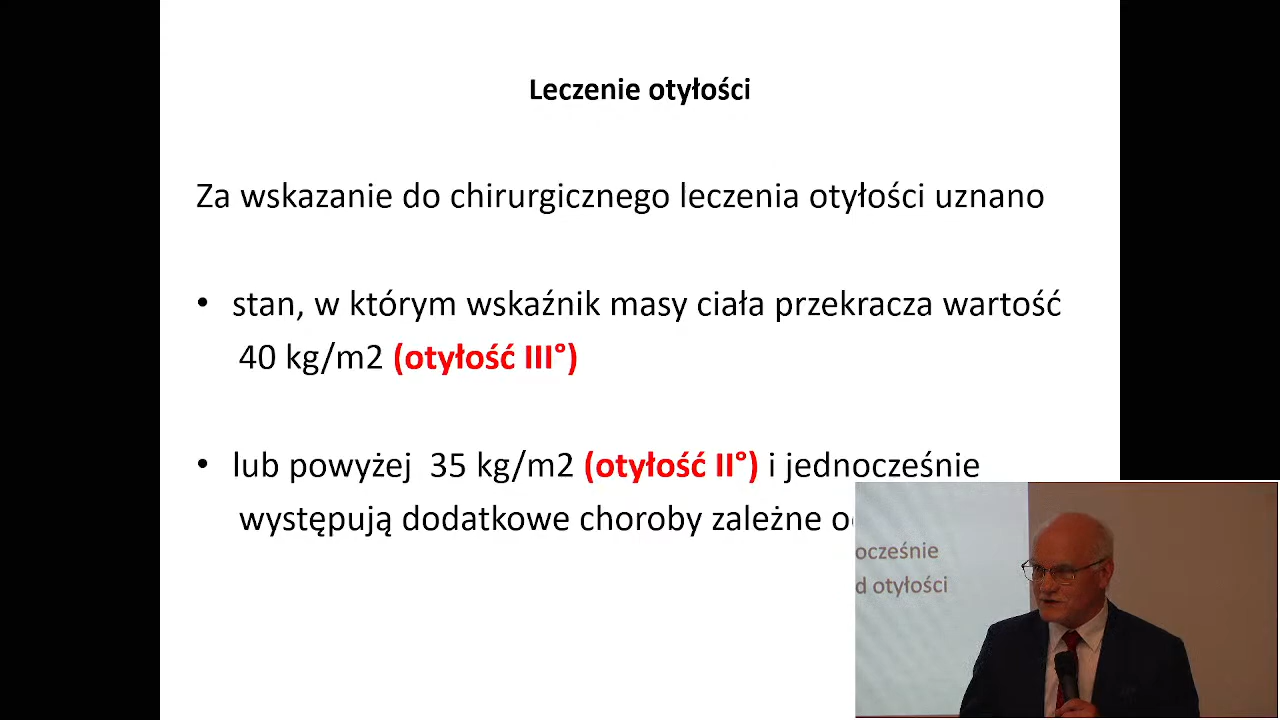 Leczenie otyłości
Za wskazanie do chirurgicznego leczenia otyłości uznano
• stan, w którym wskaźnik masy ciała przekracza wartość
40 kg/m2 (otyłość III°)
• lub powyżej 35 kg/m2 (otyłość II°) i jednocześnie
występują dodatkowe choroby zależne
ocześnie
d otyłości